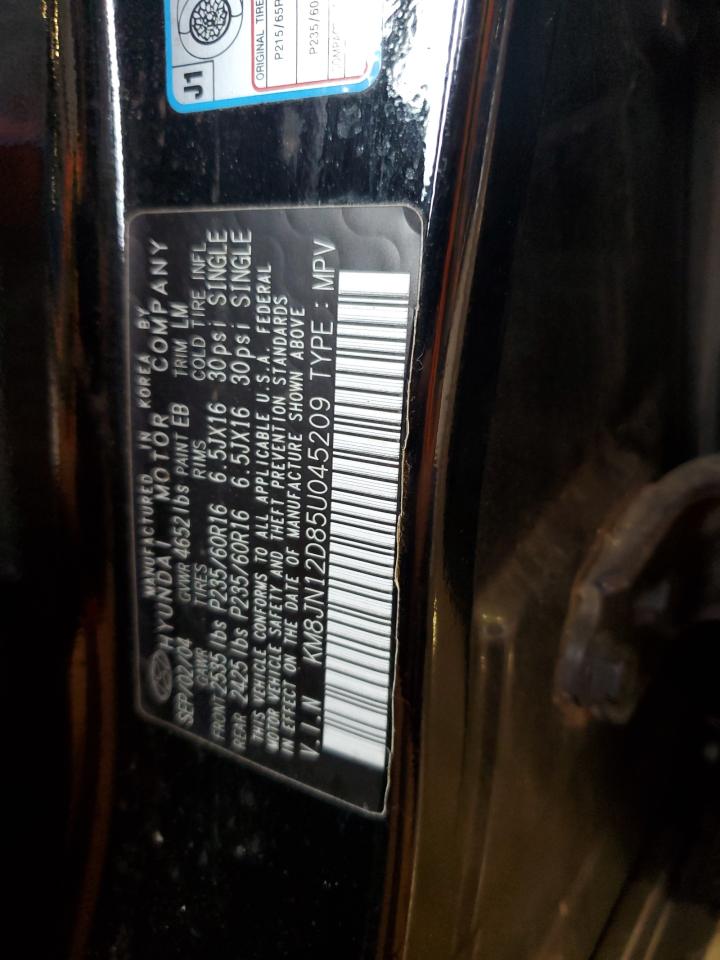 J1
ORIGINAL TIRE
P215/65R
P235/60
MANUFACTURED IN KOREA BY
HYUNDAI MOTOR COMPANY
SEP/02/04 GVWR 4652 lbs PAINT EB TRIM LM
GAWR TIRES RIMS COLD TIRE INFL
FRONT 2535 lbs P235/60R16 6.5JX16 30psi SINGLE
REAR 2425 lbs P235/60R16 6.5JX16 30psi SINGLE
THIS VEHICLE CONFORMS TO ALL APPLICABLE U.S.A. FEDERAL
MOTOR VEHICLE SAFETY AND THEFT PREVENTION STANDARDS
IN EFFECT ON THE DATE OF MANUFACTURE SHOWN ABOVE
V.I.N KM8JN12D85U045209 TYPE : MPV